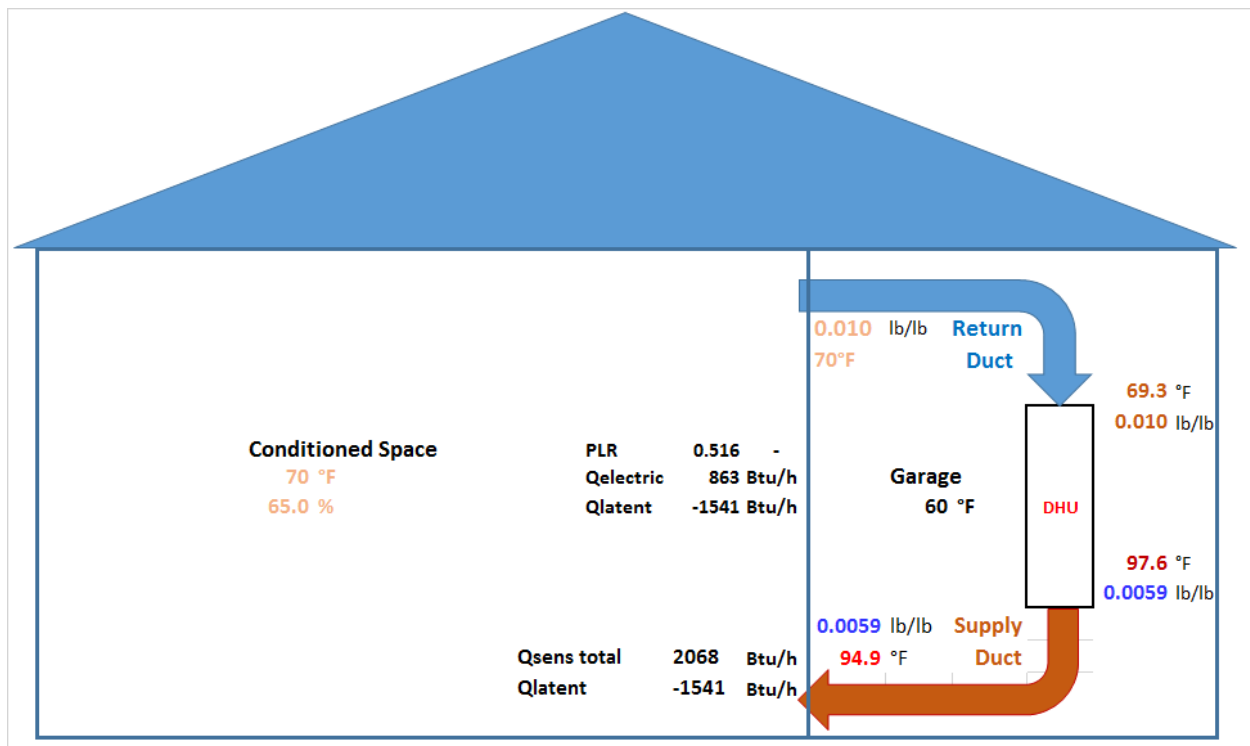 0.010 lb/lb Return
70°F Duct
69.3 °F
0.010 lb/lb
Conditioned Space
70 °F
65.0 %
PLR 0.516 -
Qelectric 863 Btu/h
Qlatent -1541 Btu/h
Garage
60 °F
DHU
97.6 °F
0.0059 lb/lb
0.0059 lb/lb Supply
94.9 °F Duct
Qsens total 2068 Btu/h
Qlatent -1541 Btu/h